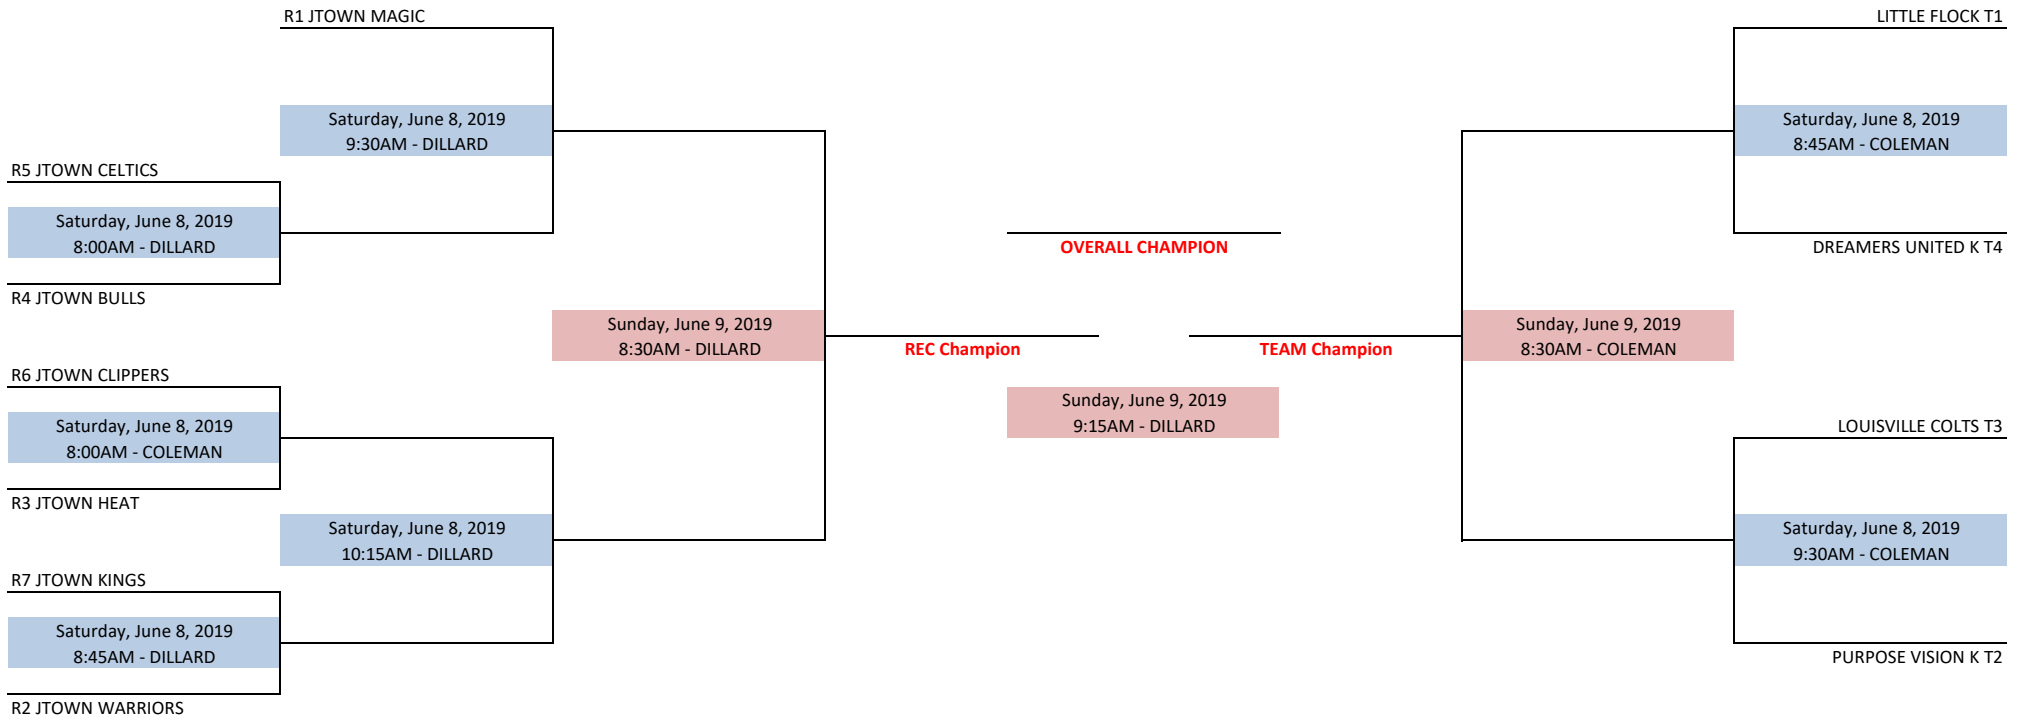 R1 JTOWN MAGIC
LITTLE FLOCK T1
Saturday, June 8, 2019
9:30AM - DILLARD
Saturday, June 8, 2019
8:45AM - COLEMAN
R5 JTOWN CELTICS
Saturday, June 8, 2019
8:00AM - DILLARD
OVERALL CHAMPION
DREAMERS UNITED K T4
R4 JTOWN BULLS
Sunday, June 9, 2019
8:30AM - DILLARD
REC Champion
TEAM Champion
Sunday, June 9, 2019
8:30AM - COLEMAN
R6 JTOWN CLIPPERS
Sunday, June 9, 2019
9:15AM - DILLARD
Saturday, June 8, 2019
8:00AM - COLEMAN
LOUISVILLE COLTS T3
R3 JTOWN HEAT
Saturday, June 8, 2019
10:15AM - DILLARD
Saturday, June 8, 2019
9:30AM - COLEMAN
R7 JTOWN KINGS
Saturday, June 8, 2019
8:45AM - DILLARD
PURPOSE VISION K T2
R2 JTOWN WARRIORS